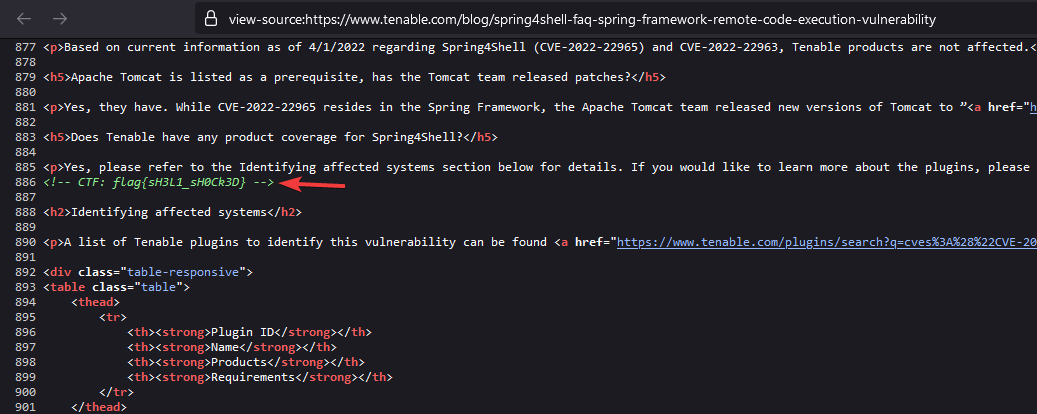 view-source:https://www.tenable.com/blog/spring4shell-faq-spring-framework-remote-code-execution-vulnerability
877 <p>Based on current information as of 4/1/2022 regarding Spring4Shell (CVE-2022-22965) and CVE-2022-22963, Tenable products are not affected.<
878
879 <h5>Apache Tomcat is listed as a prerequisite, has the Tomcat team released patches?</h5>
880
881 <p>Yes, they have. While CVE-2022-22965 resides in the Spring Framework, the Apache Tomcat team released new versions of Tomcat to ”<a href="h
882
883 <h5>Does Tenable have any product coverage for Spring4Shell?</h5>
884
885 <p>Yes, please refer to the Identifying affected systems section below for details. If you would like to learn more about the plugins, please
886 <!-- CTF: flag{sH3L1_sH0Ck3D} -->
887
888 <h2>Identifying affected systems</h2>
889
890 <p>A list of Tenable plugins to identify this vulnerability can be found <a href="https://www.tenable.com/plugins/search?q=cves%3A%28%22CVE-20
891
892 <div class="table-responsive">
893 <table class="table">
894 <thead>
895 <tr>
896 <th><strong>Plugin ID</strong></th>
897 <th><strong>Name</strong></th>
898 <th><strong>Products</strong></th>
899 <th><strong>Requirements</strong></th>
900 </tr>
901 </thead>